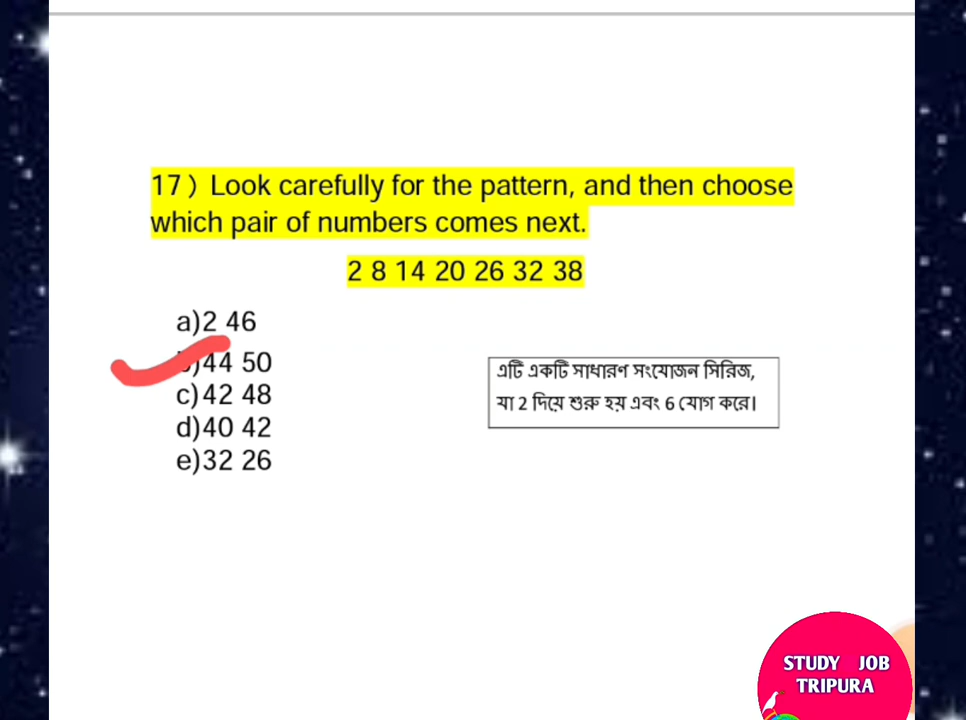 17) Look carefully for the pattern, and then choose
which pair of numbers comes next.
2 8 14 20 26 32 38
a)2 46
)44 50
c)42 48
d)40 42
e)32 26
এটি একটি সাধারণ সংযোজন সিরিজ,
যা 2 দিয়ে শুরু হয় এবং 6 যোগ করে।
STUDY JOB
TRIPURA